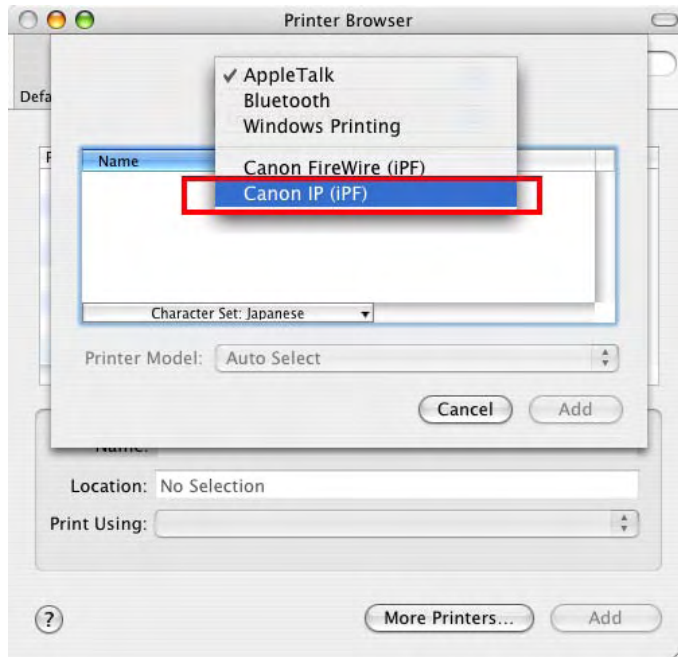 Printer Browser
✓ AppleTalk
Bluetooth
Windows Printing
Defa
Name
Canon FireWire (iPF)
Canon IP (iPF)
Character Set: Japanese
Printer Model: Auto Select
Cancel Add
Name:
Location: No Selection
Print Using:
? More Printers... Add